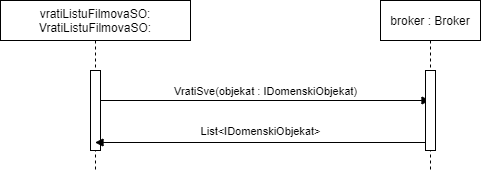 vratiListuFilmovaSO:
VratiListuFilmovaSO:
broker : Broker
VratiSve(objekat : IDomenskiObjekat)
List<IDomenskiObjekat>